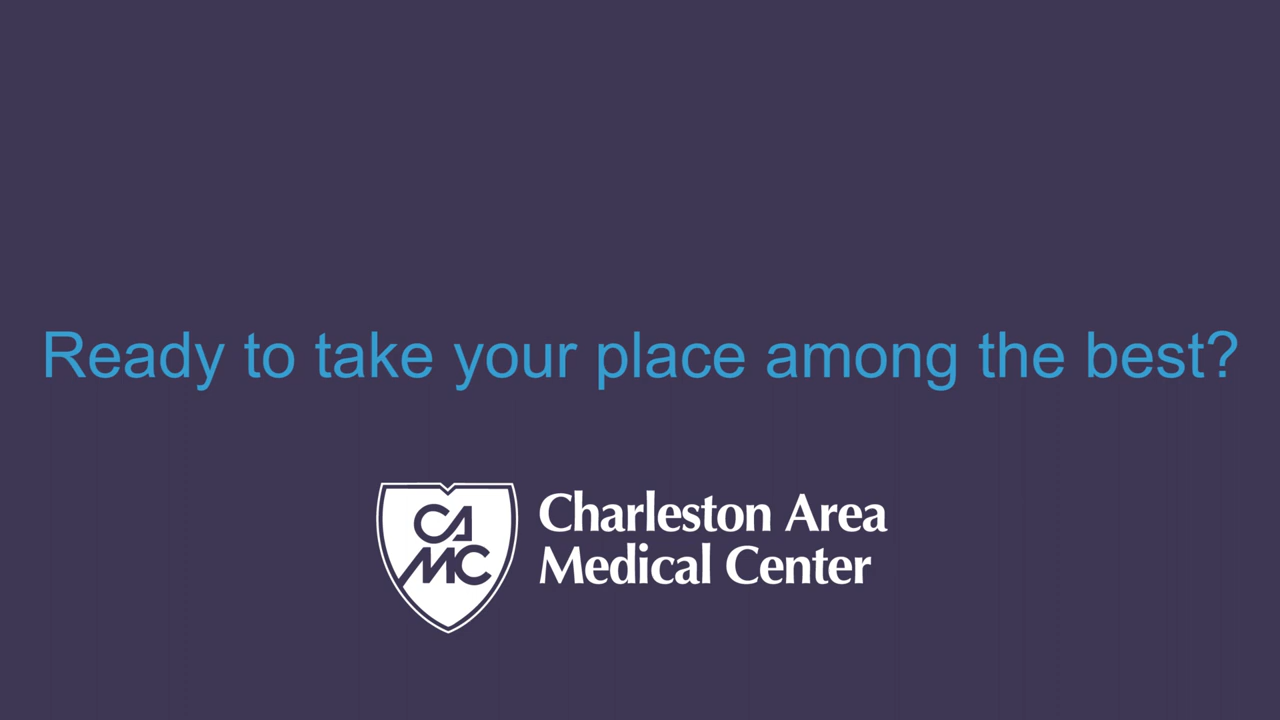 Ready to take your place among the best?
CA
MC
Charleston Area
Medical Center